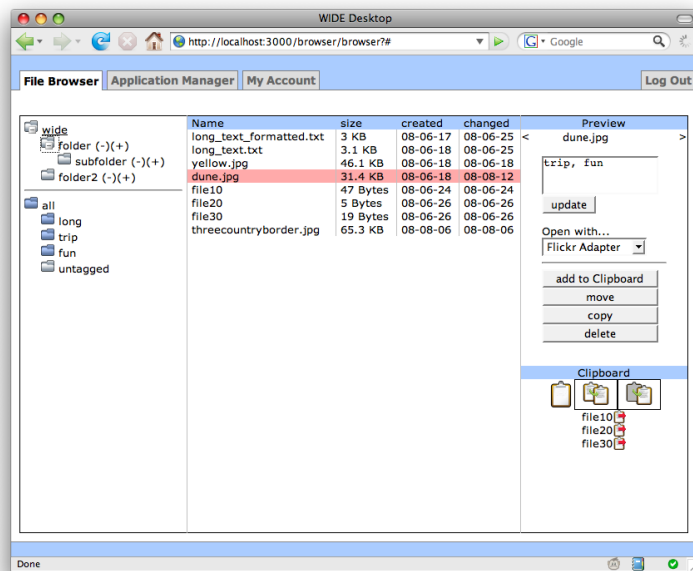 WIDE Desktop
http://localhost:3000/browser/browser?#
G Google
File Browser Application Manager My Account Log Out
wide
folder (-)(+)
subfolder (-)(+)
folder2 (-)(+)
all
long
trip
fun
untagged
Name size created changed
long_text_formatted.txt 3 KB 08-06-17 08-06-25
long_text.txt 3.1 KB 08-06-18 08-06-25
yellow.jpg 46.1 KB 08-06-18 08-06-18
dune.jpg 31.4 KB 08-06-18 08-08-12
file10 47 Bytes 08-06-24 08-06-24
file20 5 Bytes 08-06-26 08-06-26
file30 19 Bytes 08-06-26 08-06-26
threecountryborder.jpg 65.3 KB 08-08-06 08-08-06
Preview
< dune.jpg >
trip, fun
update
Open with...
Flickr Adapter
add to Clipboard
move
copy
delete
Clipboard
file10
file20
file30
Done